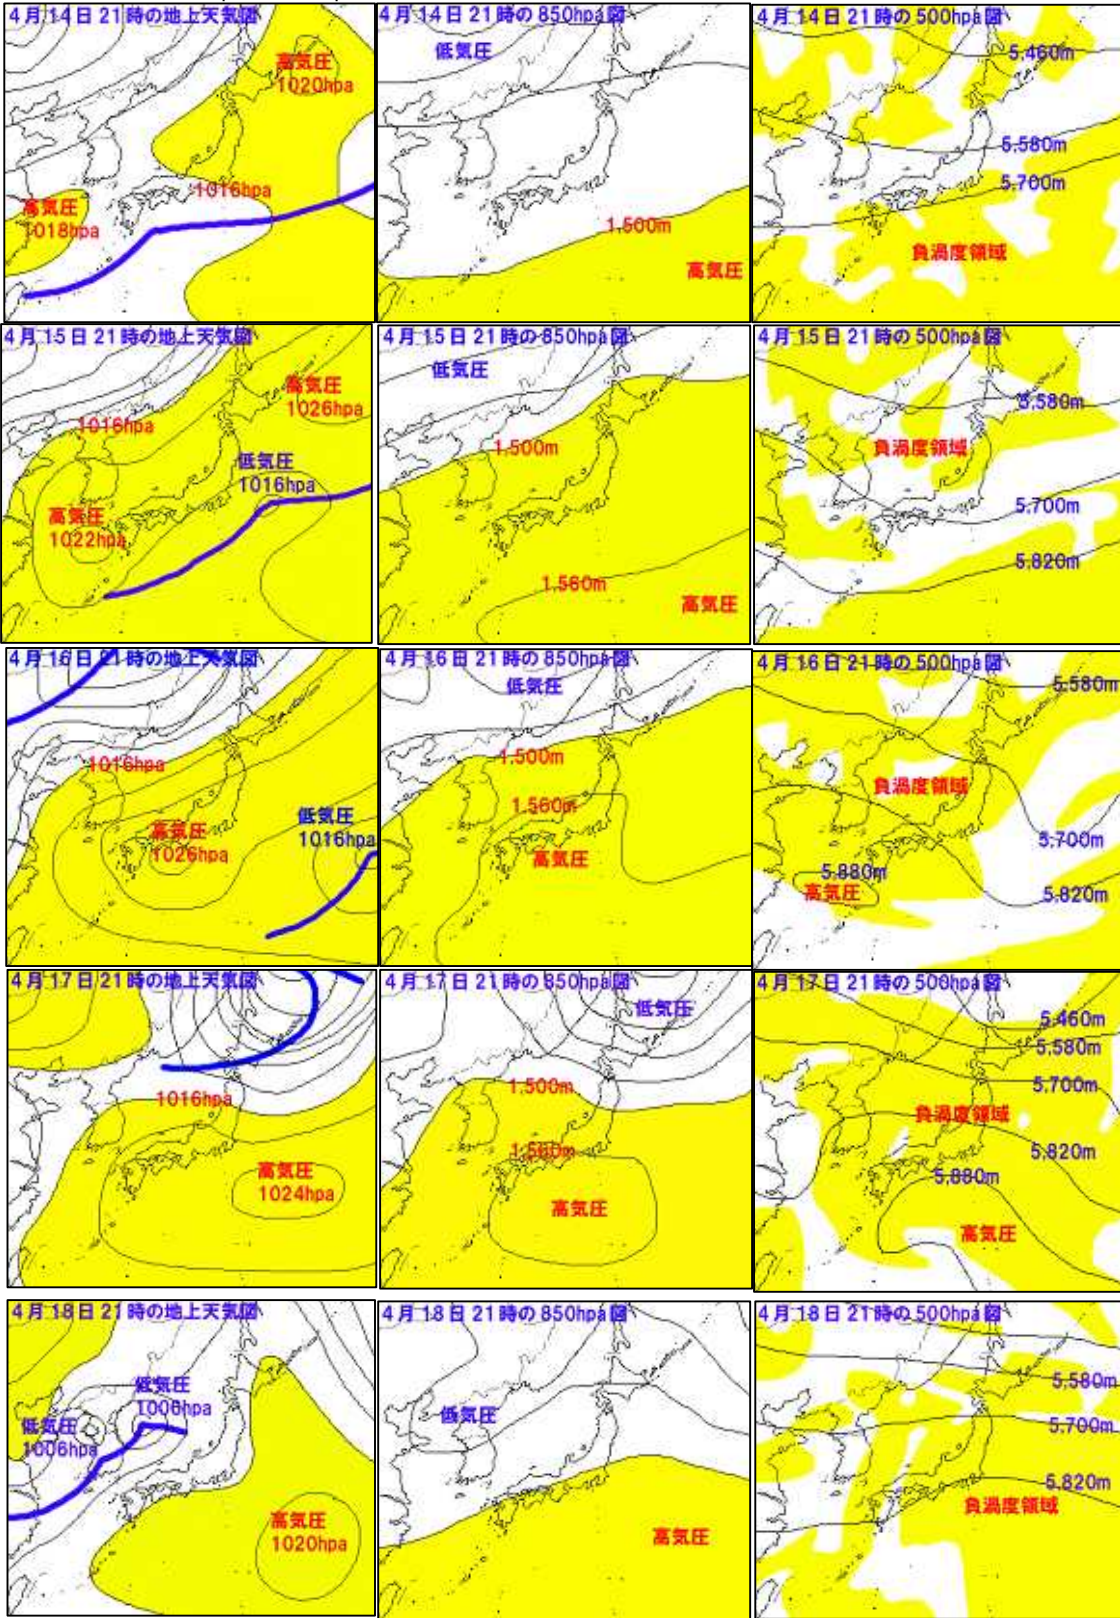 4月14日21時の地上天気図
高気圧
1020hpa
1016hpa
高気圧
1018hpa
4月14日21時の850hpa図
低気圧
1,500m
高気圧
4月14日21時の500hpa図
5,460m
5,580m
5,700m
負渦度領域
4月15日21時の地上天気図
高気圧
1026hpa
1016hpa
低気圧
1016hpa
高気圧
1022hpa
4月15日21時の850hpa図
低気圧
1,500m
1,560m
高気圧
4月15日21時の500hpa図
5,580m
負渦度領域
5,700m
5,820m
4月16日21時の地上天気図
1016hpa
低気圧
1016hpa
高気圧
1026hpa
4月16日21時の850hpa図
低気圧
1,500m
1,560m
高気圧
4月16日21時の500hpa図
5,580m
負渦度領域
5,700m
5,880m
高気圧
5,820m
4月17日21時の地上天気図
1016hpa
高気圧
1024hpa
4月17日21時の850hpa図
低気圧
1,500m
1,560m
高気圧
4月17日21時の500hpa図
5,460m
5,580m
5,700m
負渦度領域
5,820m
5,880m
高気圧
4月18日21時の地上天気図
低気圧
1006hpa
低気圧
1006hpa
高気圧
1020hpa
4月18日21時の850hpa図
低気圧
高気圧
4月18日21時の500hpa図
5,580m
5,700m
5,820m
負渦度領域